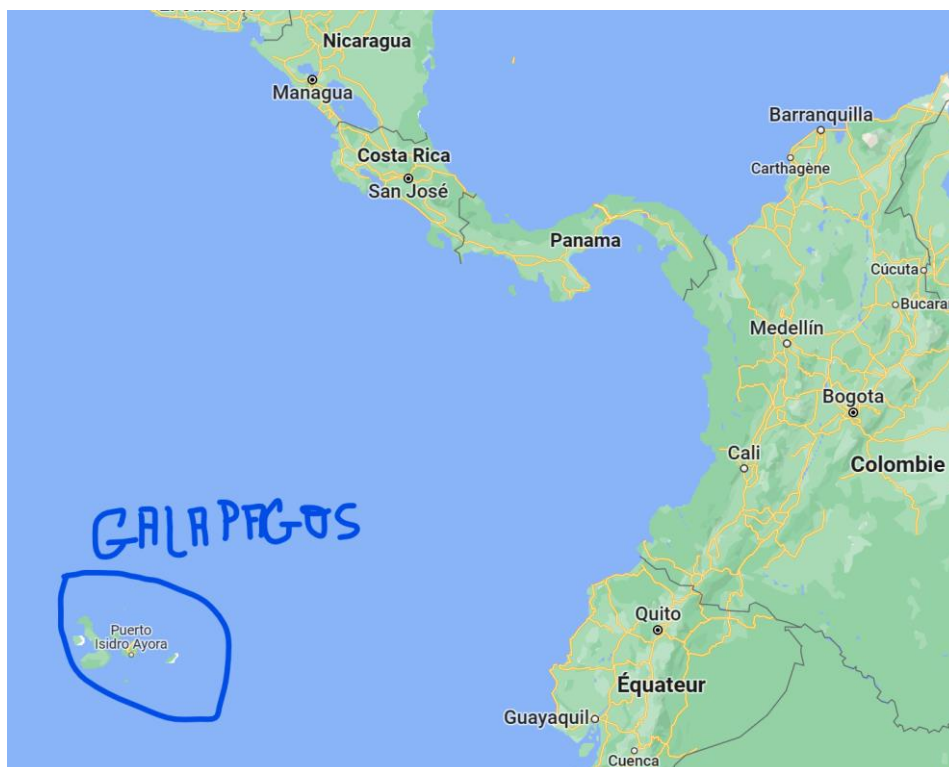 Nicaragua
Managua
Barranquilla
Costa Rica
Carthagène
San José
Panama
Cúcuta
Bucara
Medellín
Bogota
Cali
Colombie
GALAPAGOS
Quito
Puerto
Isidro Ayora
Équateur
Guayaquil
Cuenca